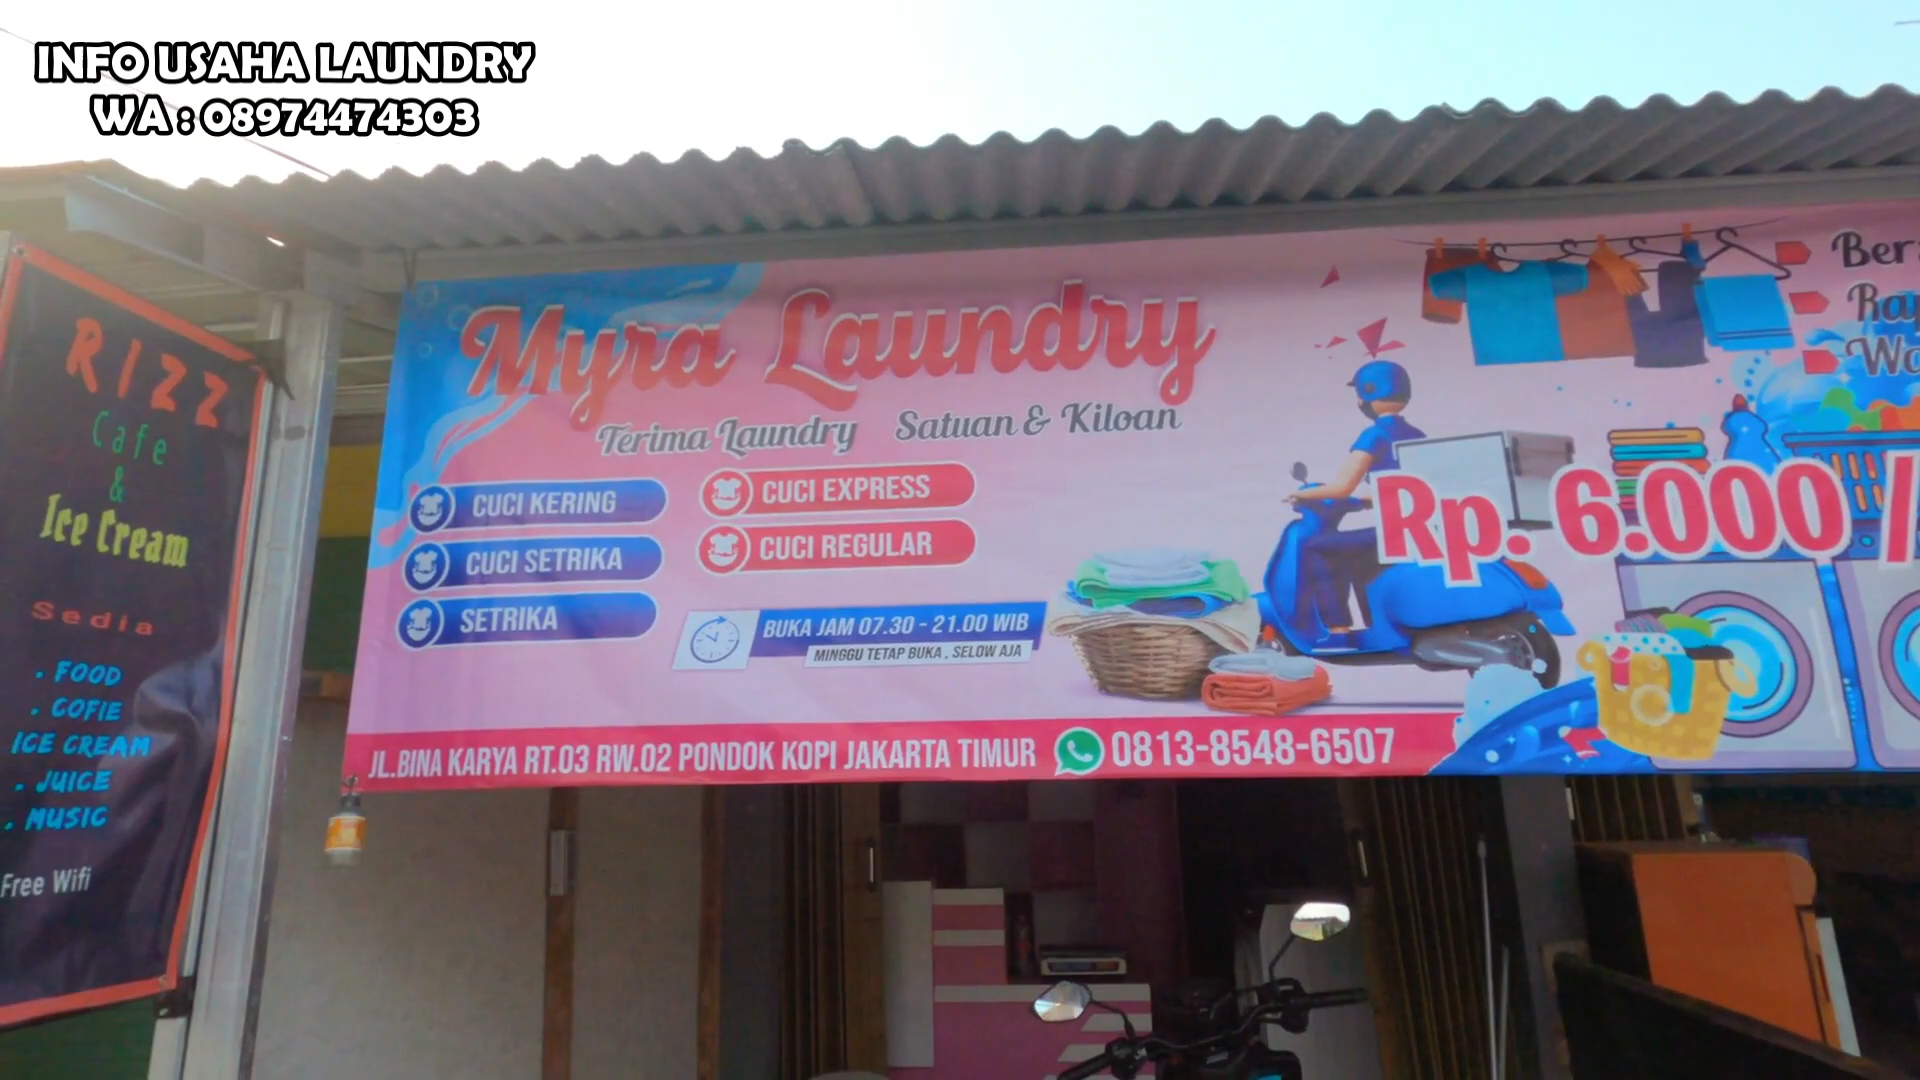 INFO USAHA LAUNDRY
WA : 08974474303
RIZZ
Cafe
&
Ice Cream
Sedia
. FOOD
. COFIE
ICE CREAM
. JUICE
. MUSIC
Free Wifi
Myra Laundry
Terima Laundry Satuan & Kiloan
CUCI KERING
CUCI SETRIKA
SETRIKA
CUCI EXPRESS
CUCI REGULAR
BUKA JAM 07.30 - 21.00 WIB
MINGGU TETAP BUKA , SELOW AJA
Rp. 6.000 /
JL.BINA KARYA RT.03 RW.02 PONDOK KOPI JAKARTA TIMUR 0813-8548-6507